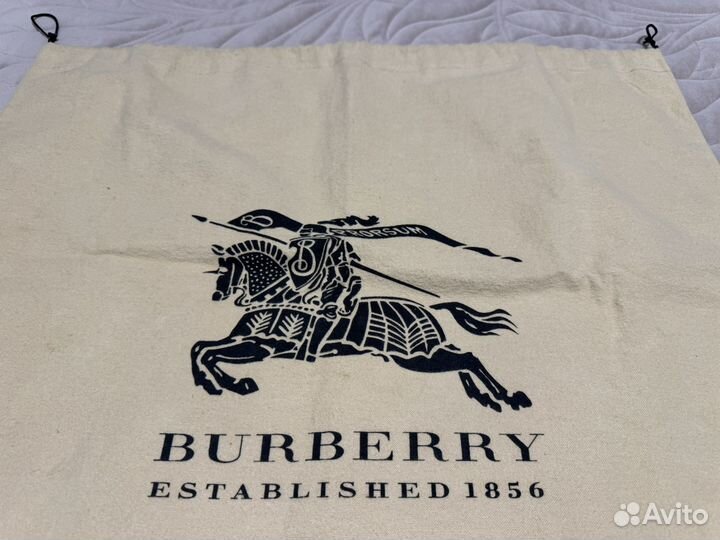 B PRORSUM
B
BURBERRY
ESTABLISHED 1856
Avito